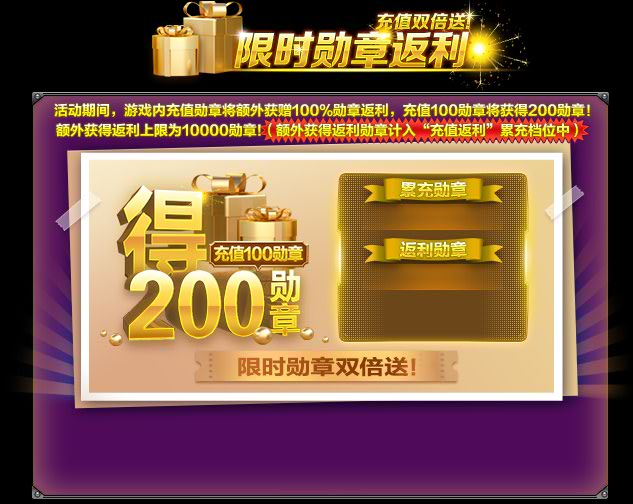 充值双倍送!
限时勋章返利
活动期间，游戏内充值勋章将额外获赠100%勋章返利，充值100勋章将获得200勋章!
额外获得返利上限为10000勋章!(额外获得返利勋章计入“充值返利”累充档位中)
得
充值100勋章
200勋章
累充勋章
返利勋章
限时勋章双倍送!